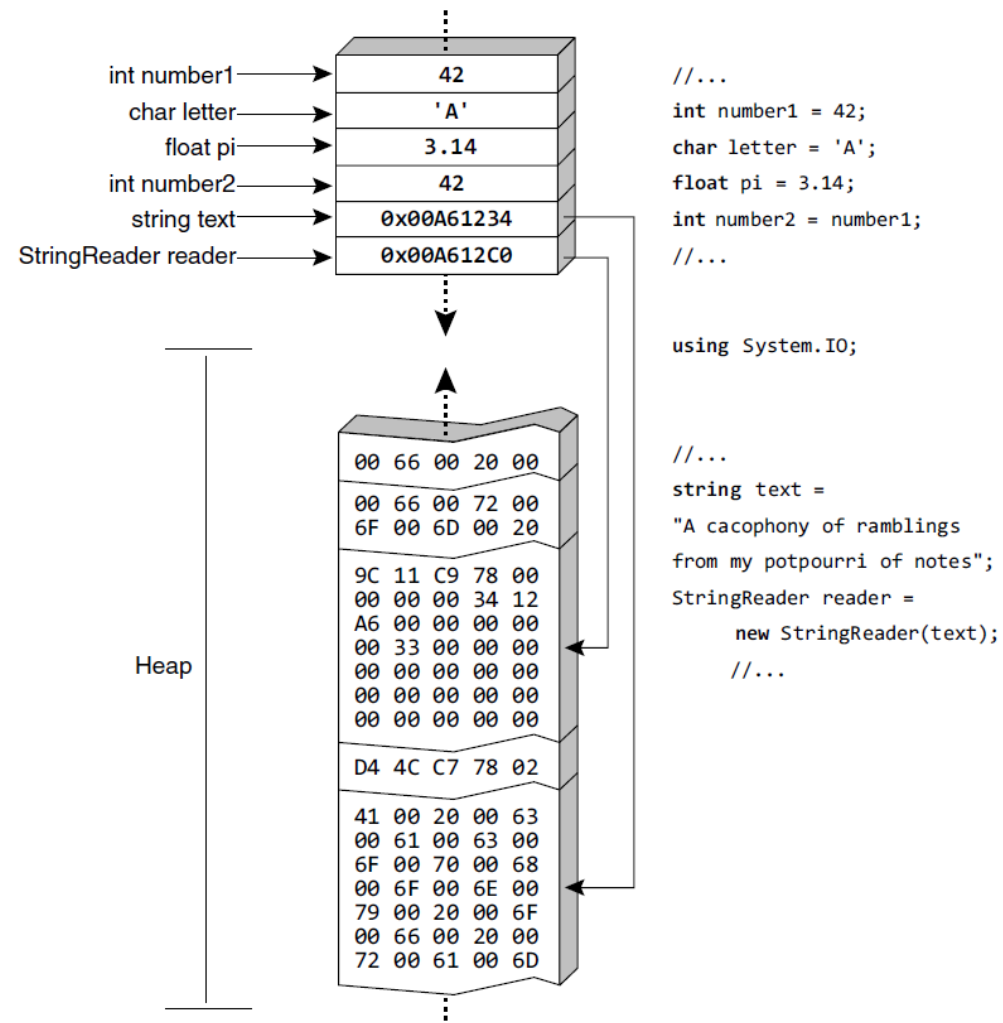 int number1
char letter
float pi
int number2
string text
StringReader reader
42
'A'
3.14
42
0x00A61234
0x00A612C0
//...
int number1 = 42;
char letter = 'A';
float pi = 3.14;
int number2 = number1;
//...
using System.IO;
//...
string text =
"A cacophony of ramblings
from my potpourri of notes";
StringReader reader =
new StringReader(text);
//...
Heap
00 66 00 20 00
00 66 00 72 00
6F 00 6D 00 20
9C 11 C9 78 00
00 00 00 34 12
A6 00 00 00 00
00 33 00 00 00
00 00 00 00 00
00 00 00 00 00
00 00 00 00 00
D4 4C C7 78 02
41 00 20 00 63
00 61 00 63 00
6F 00 70 00 68
00 6F 00 6E 00
79 00 20 00 6F
00 66 00 20 00
72 00 61 00 6D